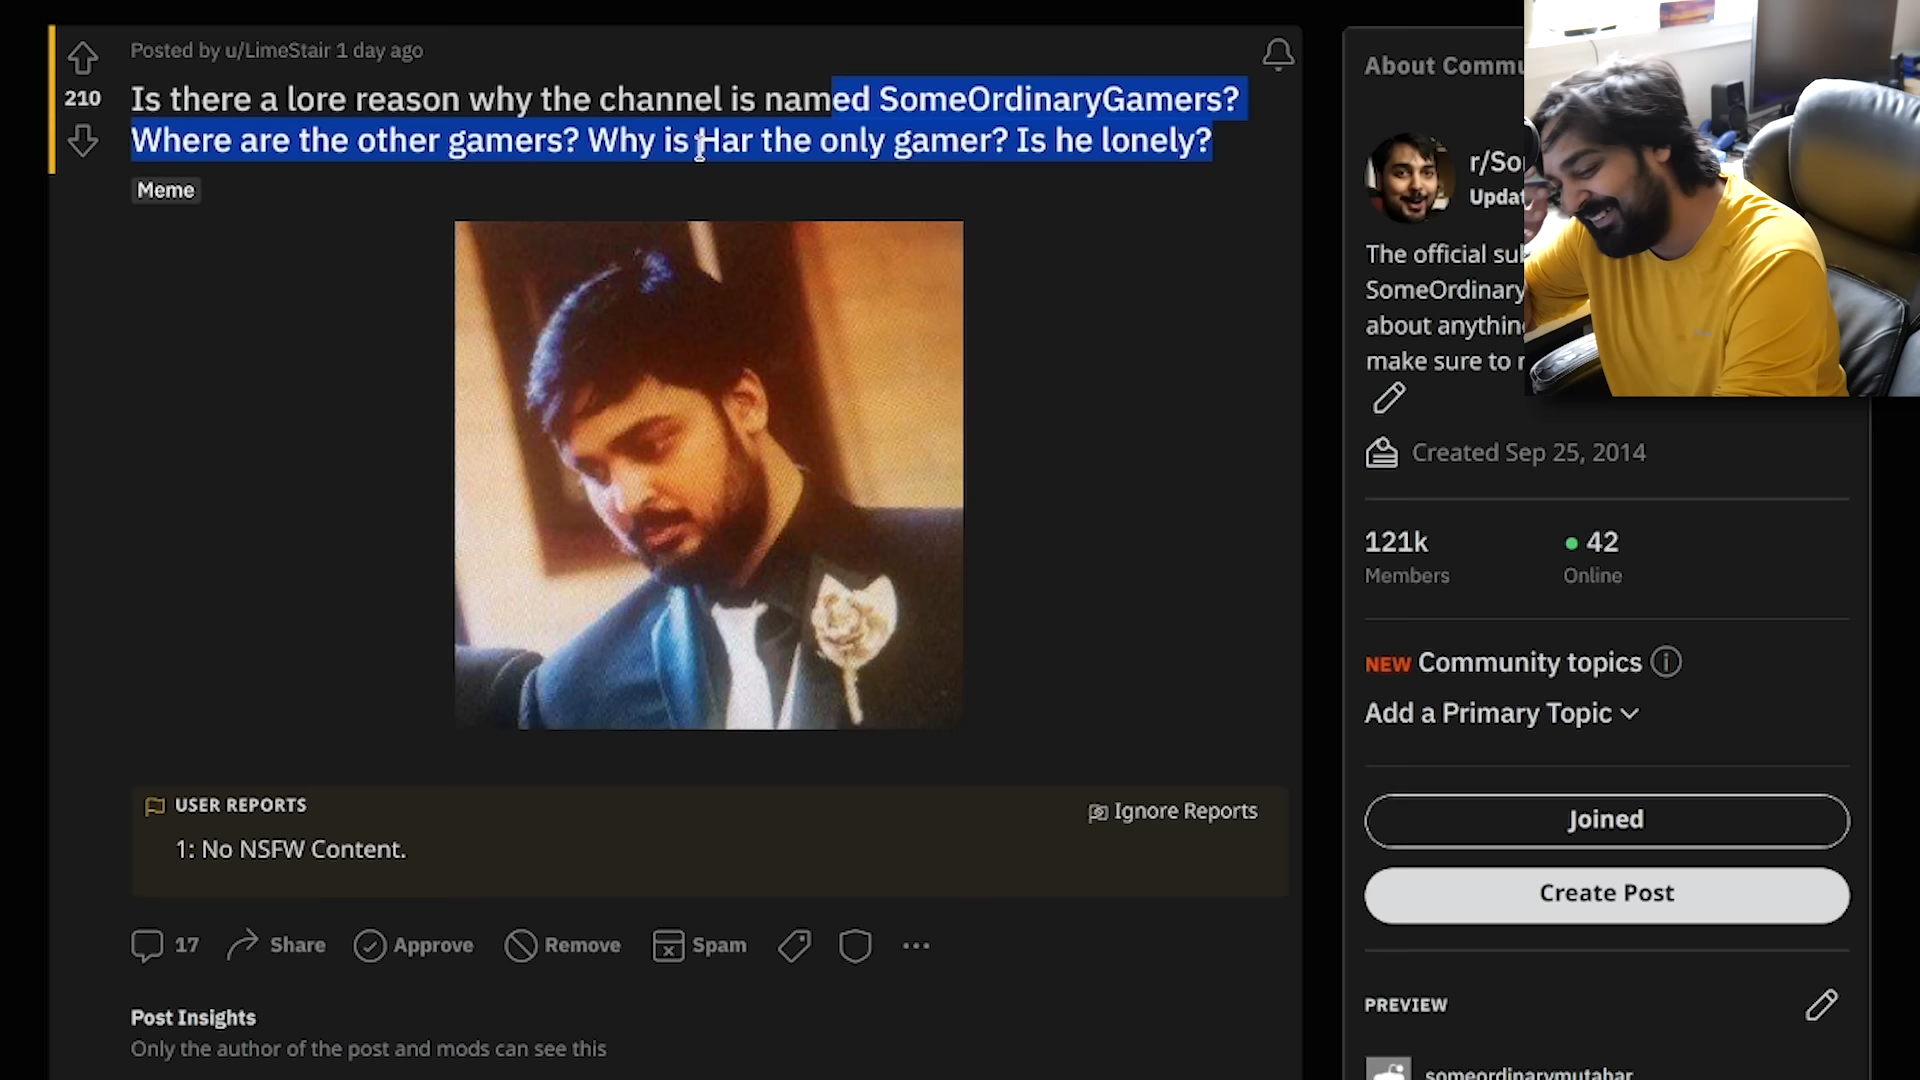 Posted by u/LimeStair 1 day ago
210
Is there a lore reason why the channel is named SomeOrdinaryGamers?
Where are the other gamers? Why is Har the only gamer? Is he lonely?
Meme
USER REPORTS
Ignore Reports
1: No NSFW Content.
17 Share Approve Remove Spam
Post Insights
Only the author of the post and mods can see this
About Commu
r/So
Updat
The official su
SomeOrdinary
about anythin
make sure to r
Created Sep 25, 2014
121k 42
Members Online
NEW Community topics
Add a Primary Topic
Joined
Create Post
PREVIEW
someordinarymutahar